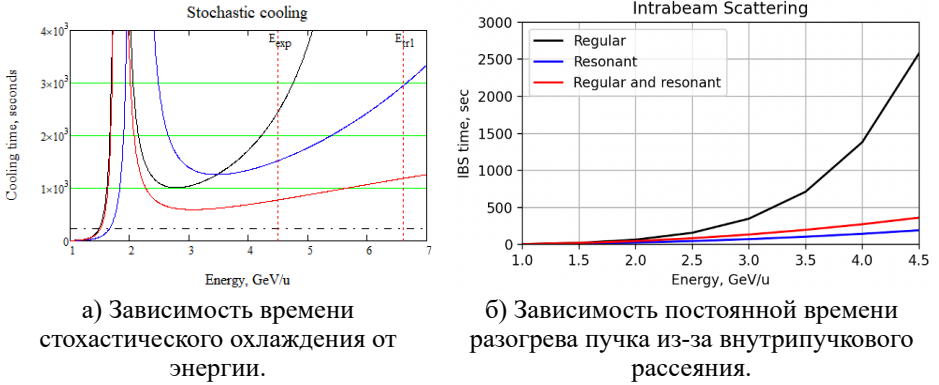 Stochastic cooling
4×10³
3×10³
2×10³
1×10³
0
1
2
3
4
5
6
7
E_exp
E_tr1
Cooling time, seconds
Energy, GeV/u
Intrabeam Scattering
3000
2500
2000
1500
1000
500
0
1.0
1.5
2.0
2.5
3.0
3.5
4.0
4.5
Regular
Resonant
Regular and resonant
IBS time, sec
Energy, GeV/u
а) Зависимость времени
стохастического охлаждения от
энергии.
б) Зависимость постоянной времени
разогрева пучка из-за внутрипучкового
рассеяния.